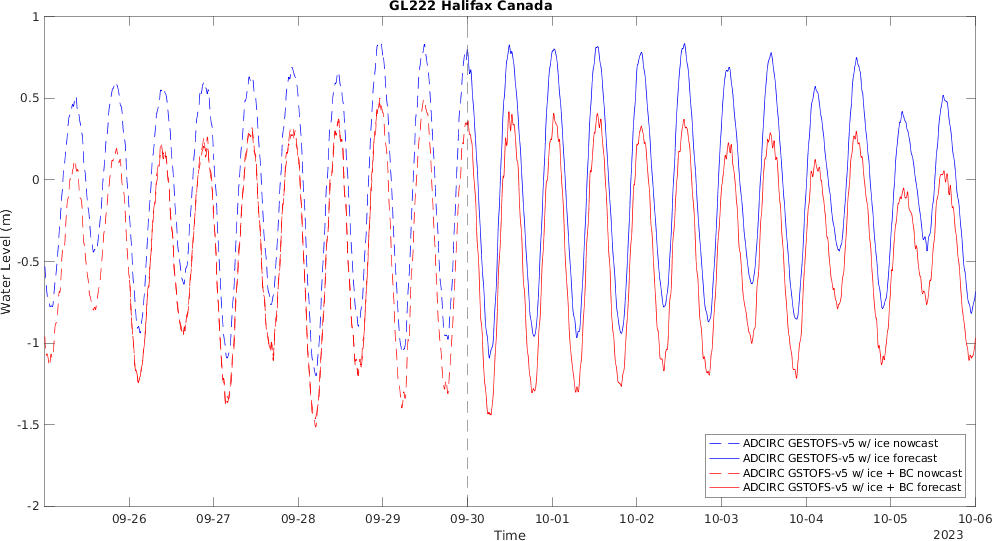 GL222 Halifax Canada
1
0.5
0
-0.5
-1
-1.5
-2
Water Level (m)
ADCIRC GESTOFS-v5 w/ ice nowcast
ADCIRC GESTOFS-v5 w/ ice forecast
ADCIRC GSTOFS-v5 w/ ice + BC nowcast
ADCIRC GSTOFS-v5 w/ ice + BC forecast
09-26 09-27 09-28 09-29 09-30 10-01 10-02 10-03 10-04 10-05 10-06
Time
2023